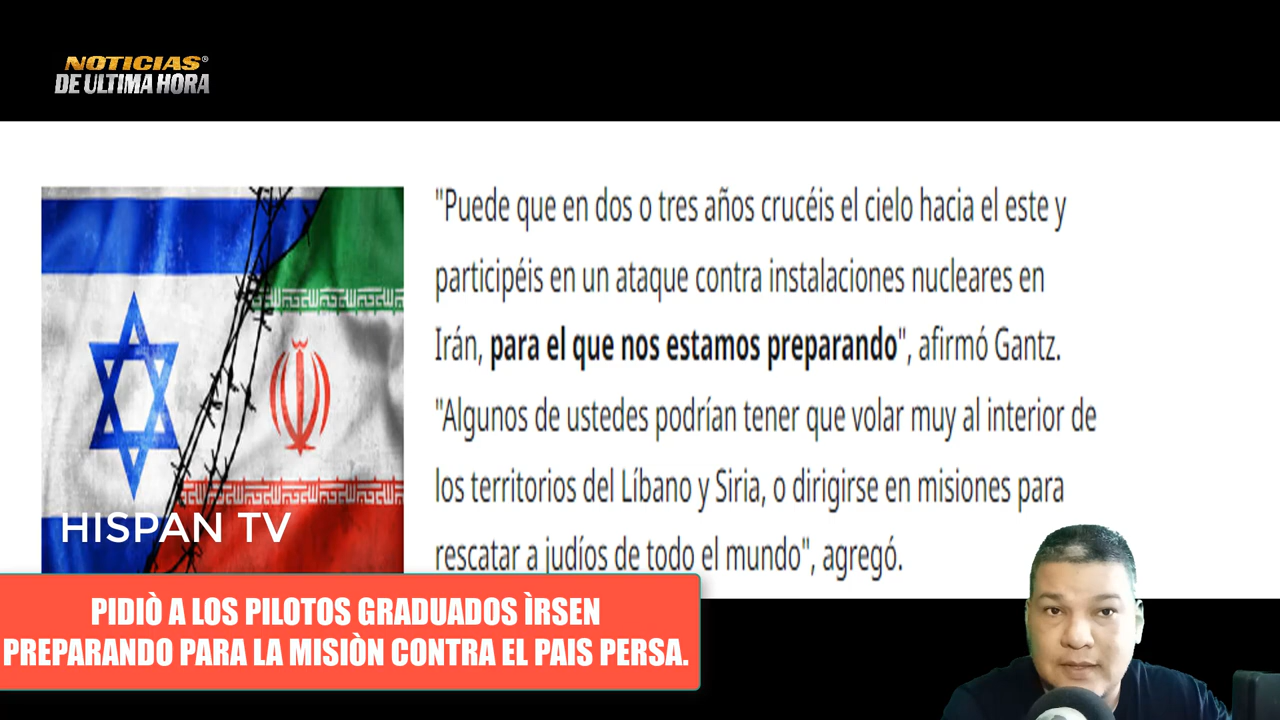 NOTICIAS®
DE ULTIMA HORA
"Puede que en dos o tres años crucéis el cielo hacia el este y
participéis en un ataque contra instalaciones nucleares en
Irán, para el que nos estamos preparando", afirmó Gantz.
"Algunos de ustedes podrían tener que volar muy al interior de
los territorios del Líbano y Siria, o dirigirse en misiones para
rescatar a judíos de todo el mundo", agregó.
HISPAN TV
PIDIÒ A LOS PILOTOS GRADUADOS ÌRSEN
PREPARANDO PARA LA MISIÒN CONTRA EL PAIS PERSA.